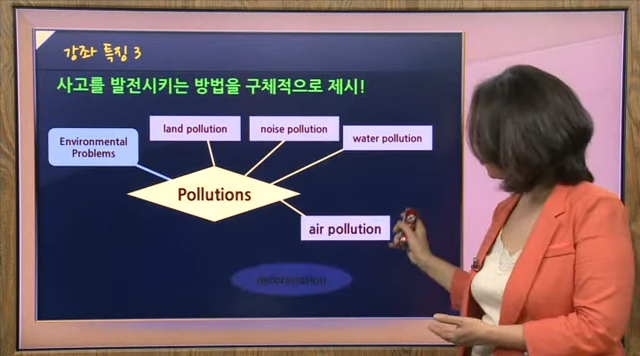 강좌 특징 3
사고를 발전시키는 방법을 구체적으로 제시!
land pollution
noise pollution
water pollution
Environmental
Problems
Pollutions
air pollution